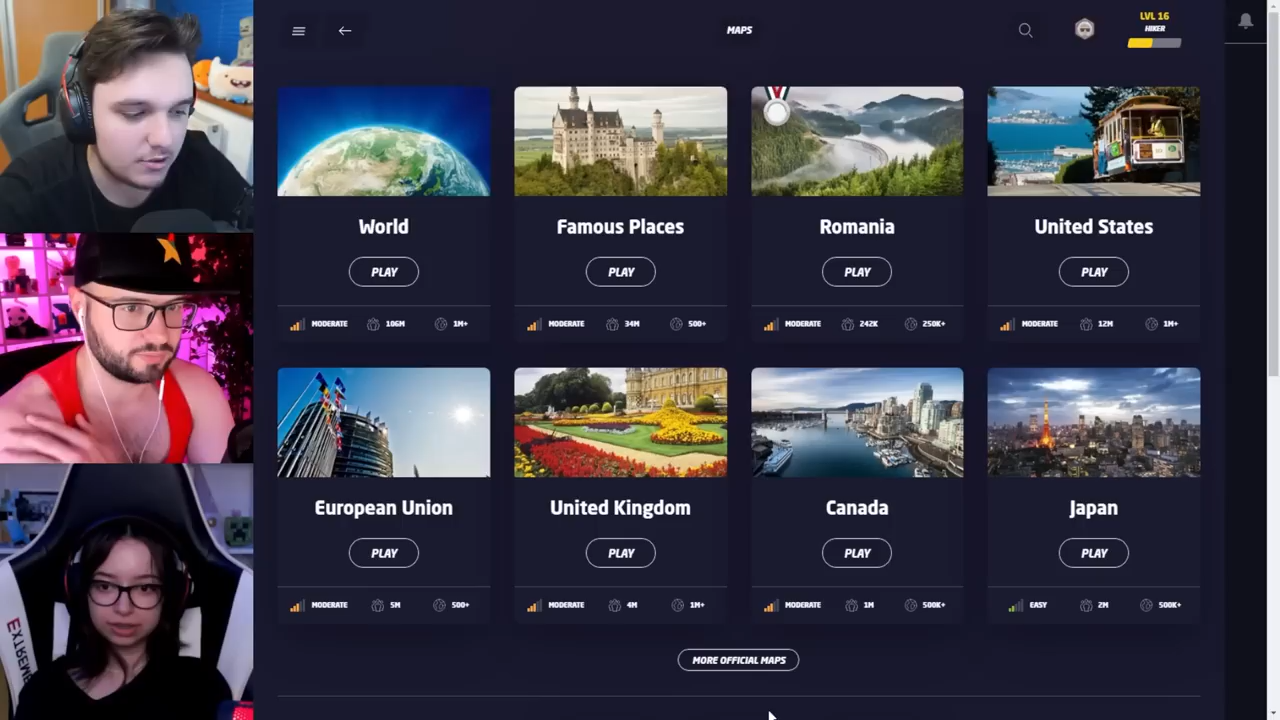 MAPS
LVL 16
HIKER
World
Famous Places
Romania
United States
PLAY
PLAY
PLAY
PLAY
MODERATE 106M 1M+
MODERATE 34M 500+
MODERATE 242K 250K+
MODERATE 12M 1M+
European Union
United Kingdom
Canada
Japan
PLAY
PLAY
PLAY
PLAY
MODERATE 5M 500+
MODERATE 4M 1M+
MODERATE 1M 500K+
EASY 2M 500K+
MORE OFFICIAL MAPS
EXTREME